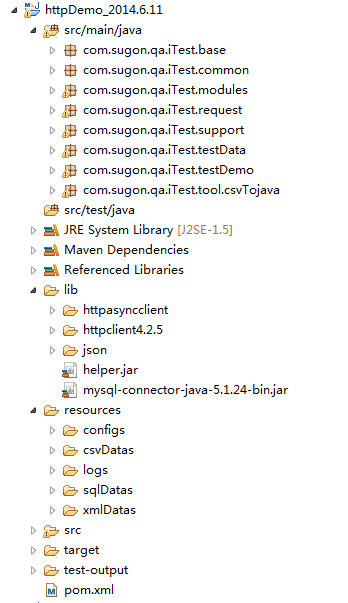 httpDemo_2014.6.11
src/main/java
com.sugon.qa.iTest.base
com.sugon.qa.iTest.common
com.sugon.qa.iTest.modules
com.sugon.qa.iTest.request
com.sugon.qa.iTest.support
com.sugon.qa.iTest.testData
com.sugon.qa.iTest.testDemo
com.sugon.qa.iTest.tool.csvTojava
src/test/java
JRE System Library [J2SE-1.5]
Maven Dependencies
Referenced Libraries
lib
httpasyncclient
httpclient4.2.5
json
helper.jar
mysql-connector-java-5.1.24-bin.jar
resources
configs
csvDatas
logs
sqlDatas
xmlDatas
src
target
test-output
pom.xml